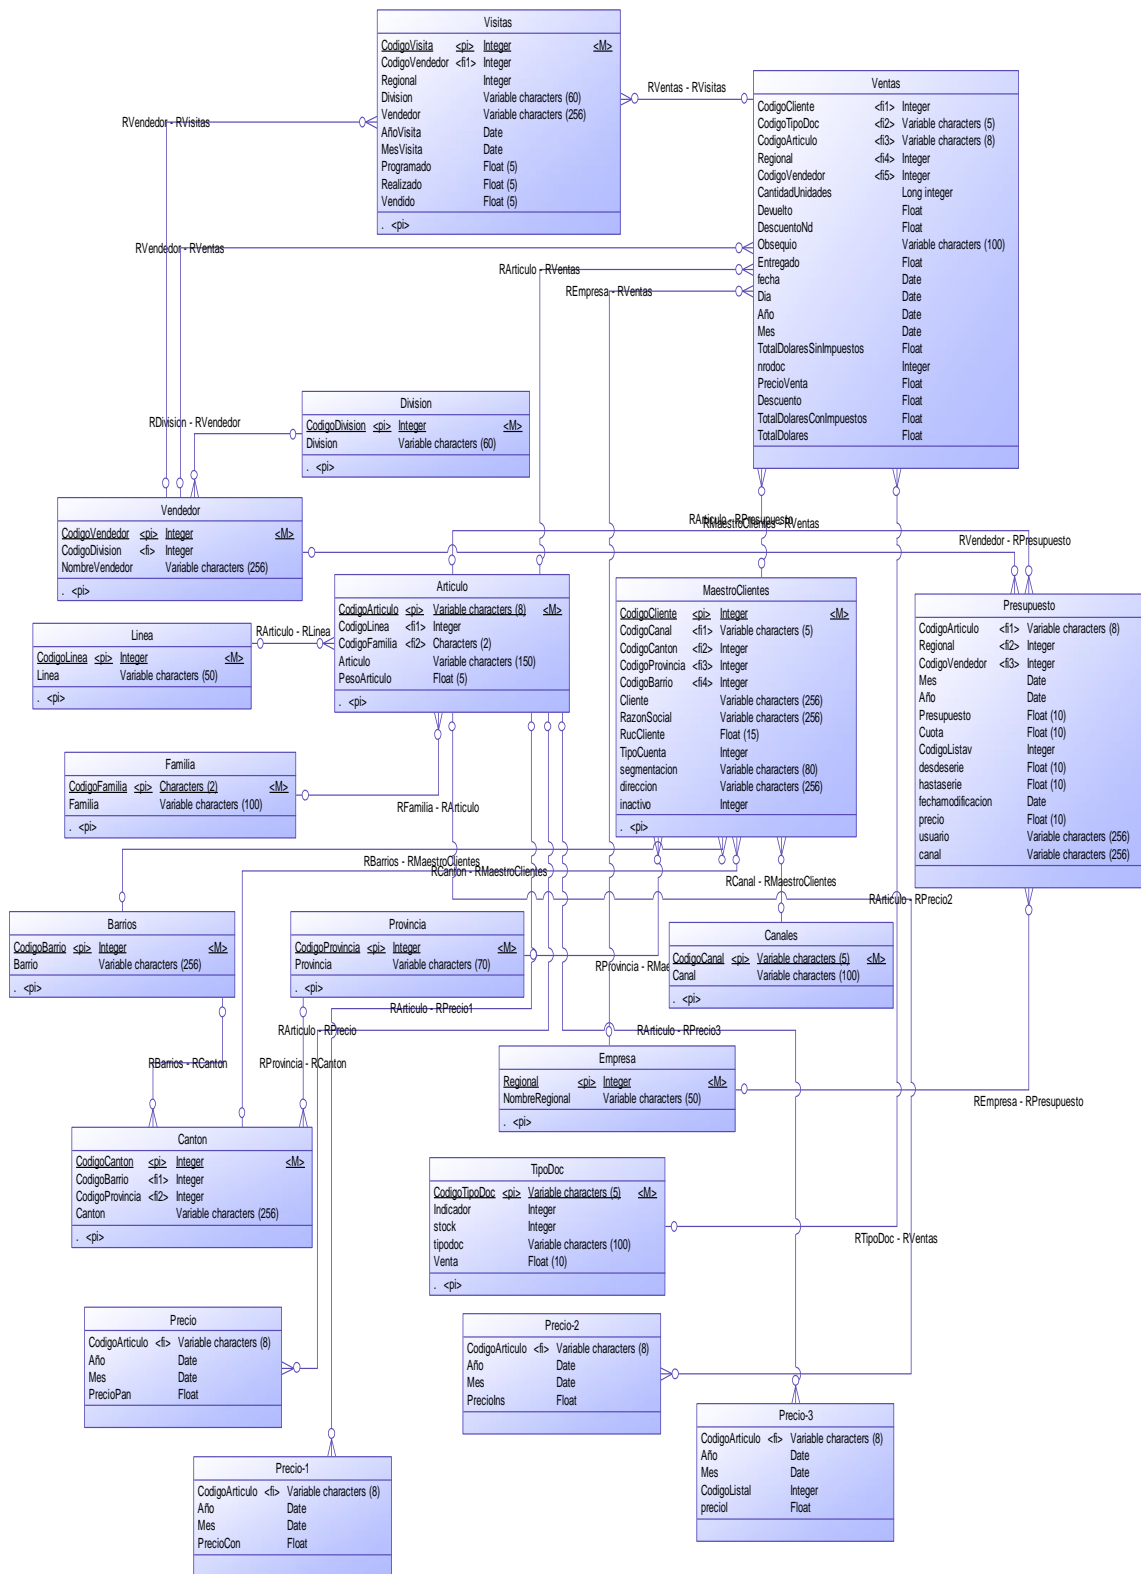 Visitas
CodigoVisita <pi> Integer <M>
CodigoVendedor <fi1> Integer
Regional Integer
Division Variable characters (60)
Vendedor Variable characters (256)
AñoVisita Date
MesVisita Date
Programado Float (5)
Realizado Float (5)
Vendido Float (5)
. <pi>
RVentas - RVisitas
RVendedor - RVisitas
Ventas
CodigoCliente <fi1> Integer
CodigoTipoDoc <fi2> Variable characters (5)
CodigoArticulo <fi3> Variable characters (8)
Regional <fi4> Integer
CodigoVendedor <fi5> Integer
CantidadUnidades Long integer
Devuelto Float
DescuentoNd Float
Obsequio Variable characters (100)
Entregado Float
fecha Date
Dia Date
Año Date
Mes Date
TotalDolaresSinImpuestos Float
nrodoc Integer
PrecioVenta Float
Descuento Float
TotalDolaresConImpuestos Float
TotalDolares Float
RVendedor - RVentas
RArticulo - RVentas
REmpresa - RVentas
Division
CodigoDivision <pi> Integer <M>
Division Variable characters (60)
. <pi>
RDivision - RVendedor
Vendedor
CodigoVendedor <pi> Integer <M>
CodigoDivision <fi> Integer
NombreVendedor Variable characters (256)
. <pi>
RArticulo - RPresupuesto
RMaestroClientes - RVentas
RVendedor - RPresupuesto
Articulo
CodigoArticulo <pi> Variable characters (8) <M>
CodigoLinea <fi1> Integer
CodigoFamilia <fi2> Characters (2)
Articulo Variable characters (150)
PesoArticulo Float (5)
. <pi>
MaestroClientes
CodigoCliente <pi> Integer <M>
CodigoCanal <fi1> Variable characters (5)
CodigoCanton <fi2> Integer
CodigoProvincia <fi3> Integer
CodigoBarrio <fi4> Integer
Cliente Variable characters (256)
RazonSocial Variable characters (256)
RucCliente Float (15)
TipoCuenta Integer
segmentacion Variable characters (80)
direccion Variable characters (256)
inactivo Integer
. <pi>
Presupuesto
CodigoArticulo <fi1> Variable characters (8)
Regional <fi2> Integer
CodigoVendedor <fi3> Integer
Mes Date
Año Date
Presupuesto Float (10)
Cuota Float (10)
CodigoListav Integer
desdeserie Float (10)
hastaserie Float (10)
fechamodificacion Date
precio Float (10)
usuario Variable characters (256)
canal Variable characters (256)
Linea
CodigoLinea <pi> Integer <M>
Linea Variable characters (50)
. <pi>
RArticulo - RLinea
Familia
CodigoFamilia <pi> Characters (2) <M>
Familia Variable characters (100)
. <pi>
RFamilia - RArticulo
RBarrios - RMaestroClientes
RCanton - RMaestroClientes
RCanal - RMaestroClientes
RArticulo - RPrecio2
Barrios
CodigoBarrio <pi> Integer <M>
Barrio Variable characters (256)
. <pi>
Provincia
CodigoProvincia <pi> Integer <M>
Provincia Variable characters (70)
. <pi>
Canales
CodigoCanal <pi> Variable characters (5) <M>
Canal Variable characters (100)
. <pi>
RProvincia - RMae
RArticulo - RPrecio1
RArticulo - RPrecio
RArticulo - RPrecio3
RBarrios - RCanton
RProvincia - RCanton
Empresa
Regional <pi> Integer <M>
NombreRegional Variable characters (50)
. <pi>
REmpresa - RPresupuesto
Canton
CodigoCanton <pi> Integer <M>
CodigoBarrio <fi1> Integer
CodigoProvincia <fi2> Integer
Canton Variable characters (256)
. <pi>
TipoDoc
CodigoTipoDoc <pi> Variable characters (5) <M>
Indicador Integer
stock Integer
tipodoc Variable characters (100)
Venta Float (10)
. <pi>
RTipoDoc - RVentas
Precio
CodigoArticulo <fi> Variable characters (8)
Año Date
Mes Date
PrecioPan Float
Precio-2
CodigoArticulo <fi> Variable characters (8)
Año Date
Mes Date
PrecioIns Float
Precio-3
CodigoArticulo <fi> Variable characters (8)
Año Date
Mes Date
CodigoListal Integer
preciol Float
Precio-1
CodigoArticulo <fi> Variable characters (8)
Año Date
Mes Date
PrecioCon Float